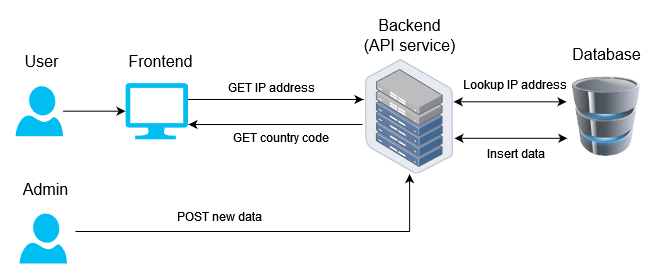 Backend
(API service)
User
Frontend
Database
GET IP address
Lookup IP address
GET country code
Insert data
Admin
POST new data